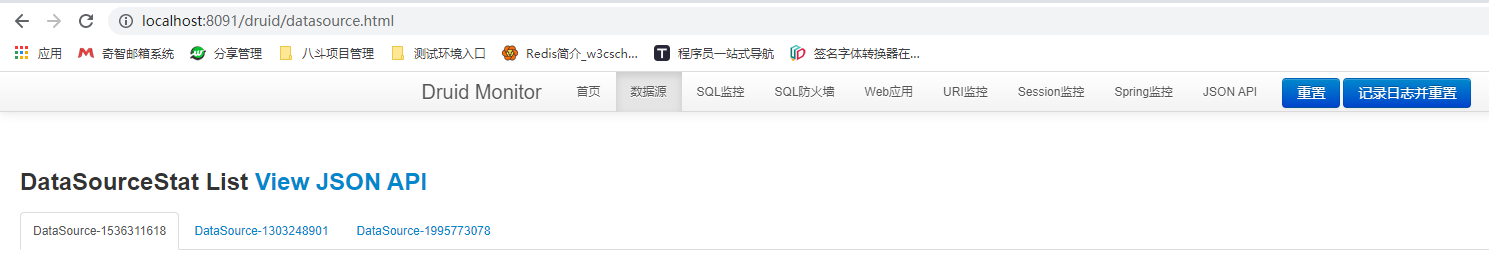 localhost:8091/druid/datasource.html
应用 奇智邮箱系统 分享管理 八斗项目管理 测试环境入口 Redis简介_w3csch... T 程序员一站式导航 签名字体转换器在...
Druid Monitor 首页 数据源 SQL监控 SQL防火墙 Web应用 URI监控 Session监控 Spring监控 JSON API 重置 记录日志并重置
DataSourceStat List View JSON API
DataSource-1536311618 DataSource-1303248901 DataSource-1995773078